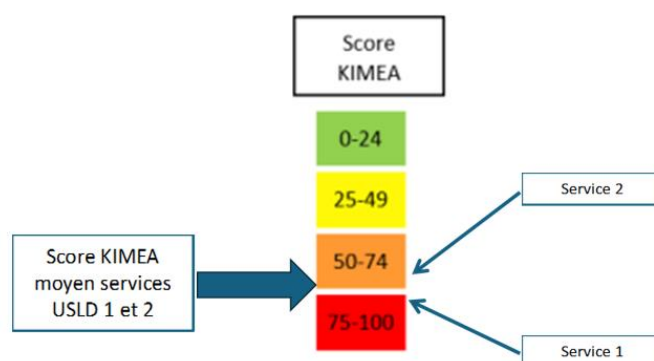 Score
KIMEA
0-24
25-49
Service 2
Score KIMEA
moyen services
USLD 1 et 2
50-74
75-100
Service 1